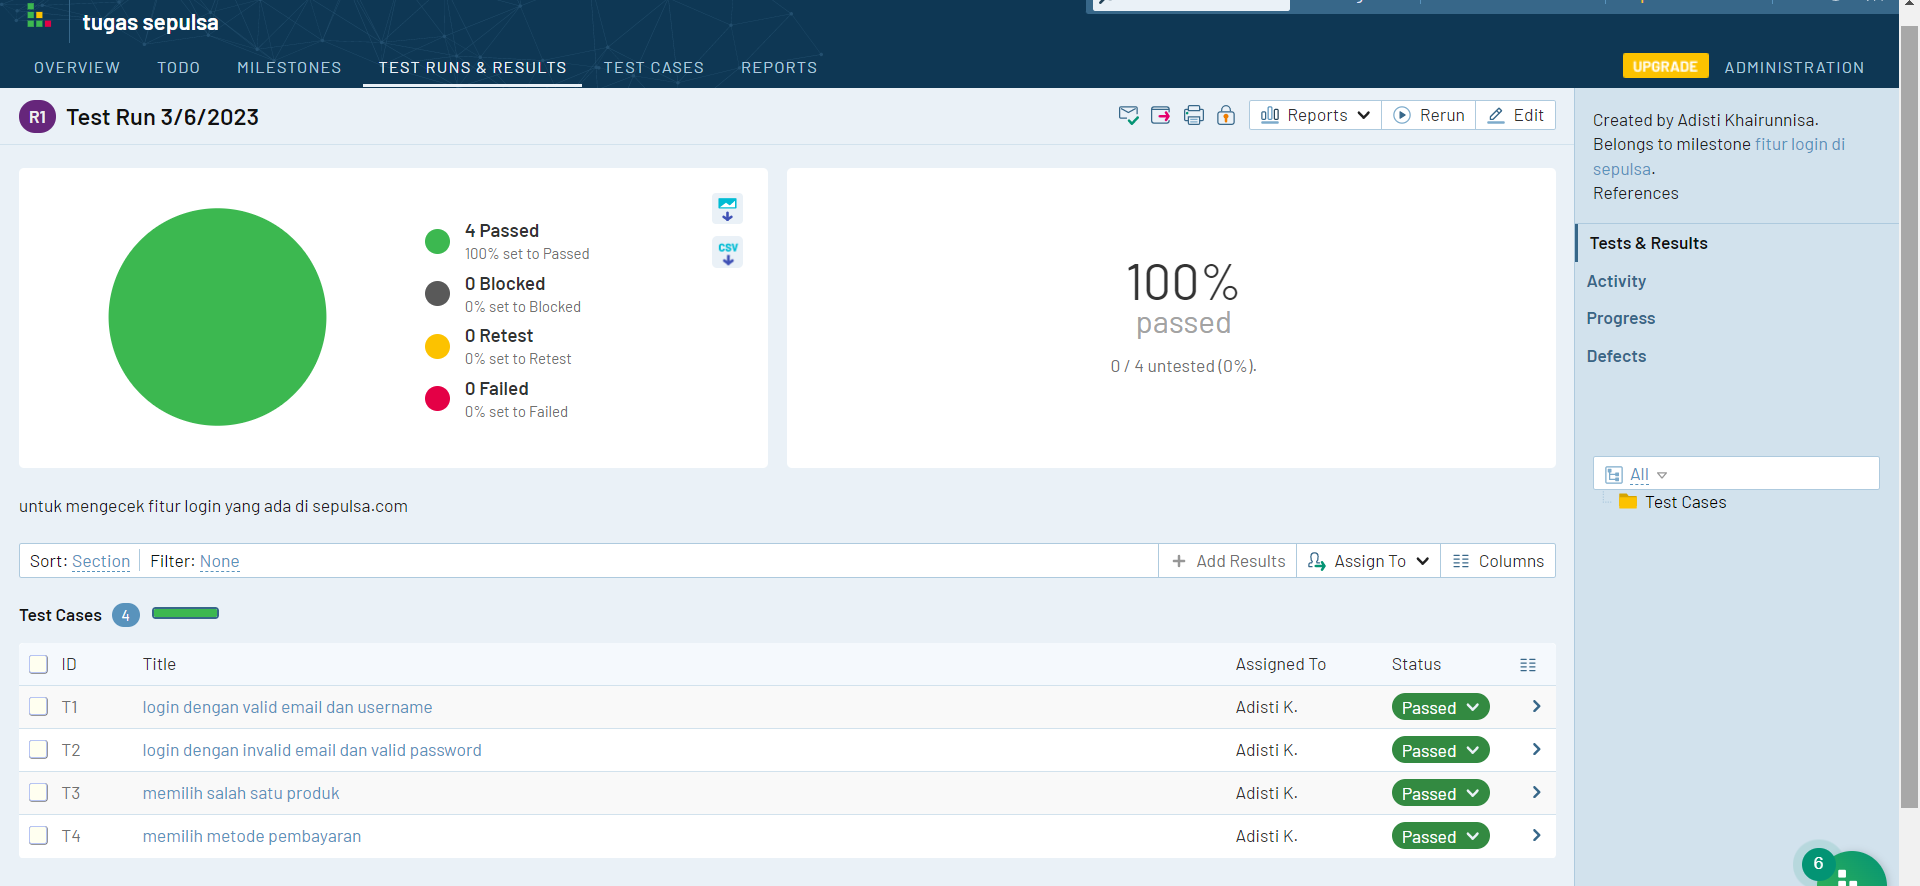 tugas sepulsa
OVERVIEW TODO MILESTONES TEST RUNS & RESULTS TEST CASES REPORTS
UPGRADE ADMINISTRATION
R1 Test Run 3/6/2023
Reports Rerun Edit
4 Passed
100% set to Passed
0 Blocked
0% set to Blocked
0 Retest
0% set to Retest
0 Failed
0% set to Failed
CSV
100%
passed
0 / 4 untested (0%).
untuk mengecek fitur login yang ada di sepulsa.com
Sort: Section Filter: None
+ Add Results Assign To Columns
Test Cases 4
ID Title Assigned To Status
T1 login dengan valid email dan username Adisti K. Passed
T2 login dengan invalid email dan valid password Adisti K. Passed
T3 memilih salah satu produk Adisti K. Passed
T4 memilih metode pembayaran Adisti K. Passed
Created by Adisti Khairunnisa.
Belongs to milestone fitur login di
sepulsa.
References
Tests & Results
Activity
Progress
Defects
All
Test Cases
6